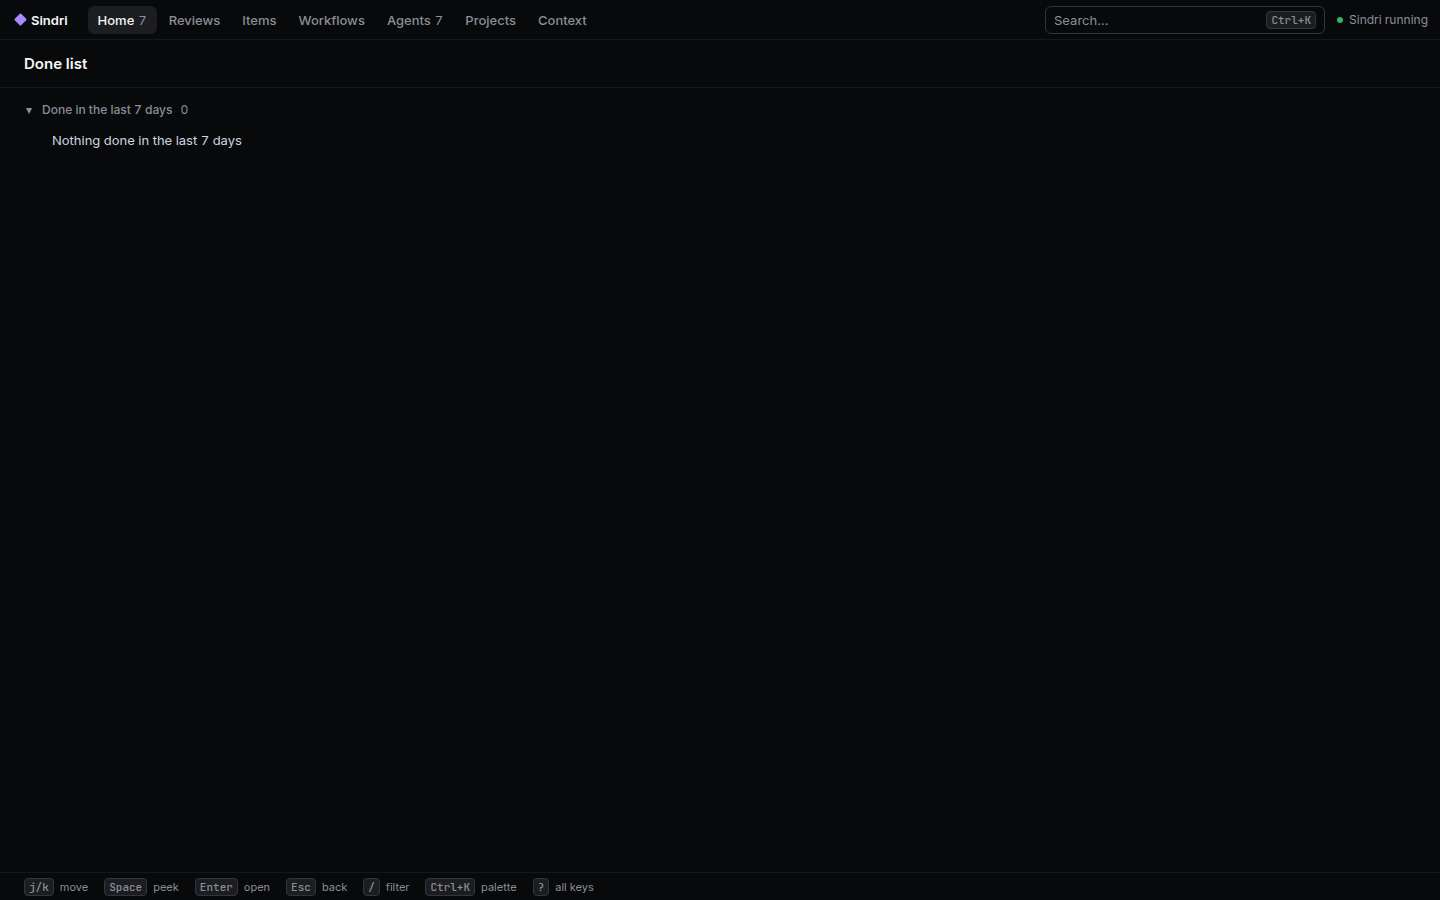 Sindri Home 7 Reviews Items Workflows Agents 7 Projects Context Search... Ctrl+K Sindri running
Done list
▾ Done in the last 7 days 0
Nothing done in the last 7 days
j/k move Space peek Enter open Esc back / filter Ctrl+K palette ? all keys